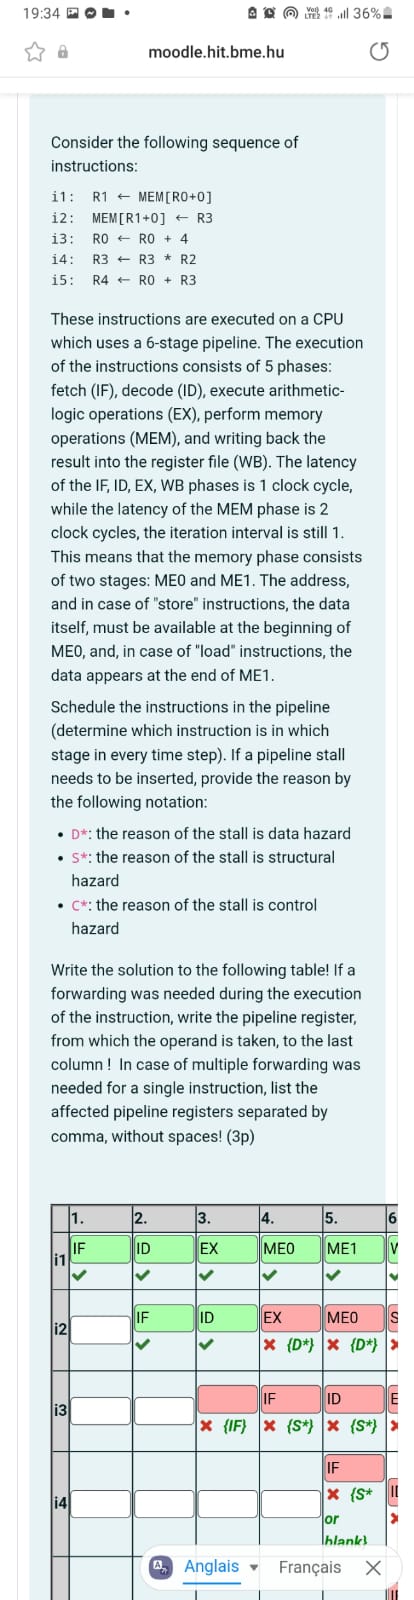 19:34
Vo)) LTE2 4G 36%
moodle.hit.bme.hu
Consider the following sequence of
instructions:
i1: R1 ← MEM[R0+0]
i2: MEM[R1+0] ← R3
i3: R0 ← R0 + 4
i4: R3 ← R3 * R2
i5: R4 ← R0 + R3
These instructions are executed on a CPU
which uses a 6-stage pipeline. The execution
of the instructions consists of 5 phases:
fetch (IF), decode (ID), execute arithmetic-
logic operations (EX), perform memory
operations (MEM), and writing back the
result into the register file (WB). The latency
of the IF, ID, EX, WB phases is 1 clock cycle,
while the latency of the MEM phase is 2
clock cycles, the iteration interval is still 1.
This means that the memory phase consists
of two stages: ME0 and ME1. The address,
and in case of "store" instructions, the data
itself, must be available at the beginning of
ME0, and, in case of "load" instructions, the
data appears at the end of ME1.
Schedule the instructions in the pipeline
(determine which instruction is in which
stage in every time step). If a pipeline stall
needs to be inserted, provide the reason by
the following notation:
• D*: the reason of the stall is data hazard
• S*: the reason of the stall is structural
hazard
• C*: the reason of the stall is control
hazard
Write the solution to the following table! If a
forwarding was needed during the execution
of the instruction, write the pipeline register,
from which the operand is taken, to the last
column ! In case of multiple forwarding was
needed for a single instruction, list the
affected pipeline registers separated by
comma, without spaces! (3p)
1. 2. 3. 4. 5. 6
i1 IF ID EX ME0 ME1
i2 IF ID EX ME0 S
{D*} {D*}
i3 IF ID E
{IF} {S*} {S*}
IF
i4 {S*
or
blank}
Anglais Français